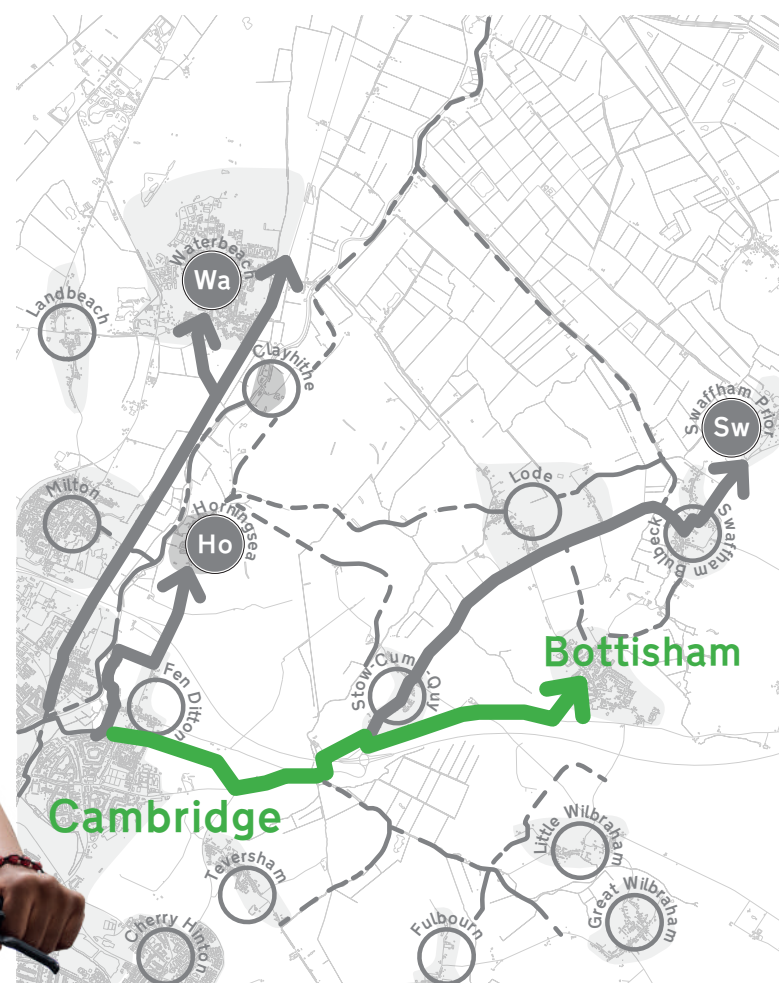 Waterbeach
Wa
Landbeach
Clayhithe
Swaffham Prior
Sw
Milton
Lode
Horningsea
Ho
Swaffham Bulbeck
Bottisham
Stow-Cum-Quy
Fen Ditton
Cambridge
Little Wilbraham
Teversham
Great Wilbraham
Cherry Hinton
Fulbourn